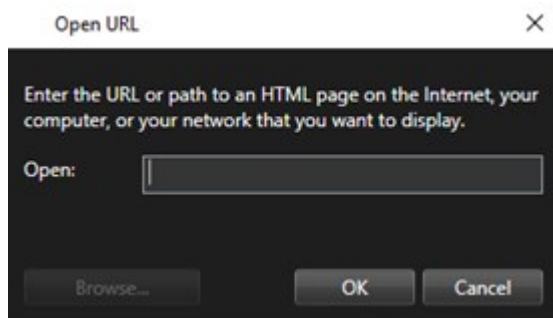 Open URL
Enter the URL or path to an HTML page on the Internet, your
computer, or your network that you want to display.
Open:
Browse...
OK
Cancel